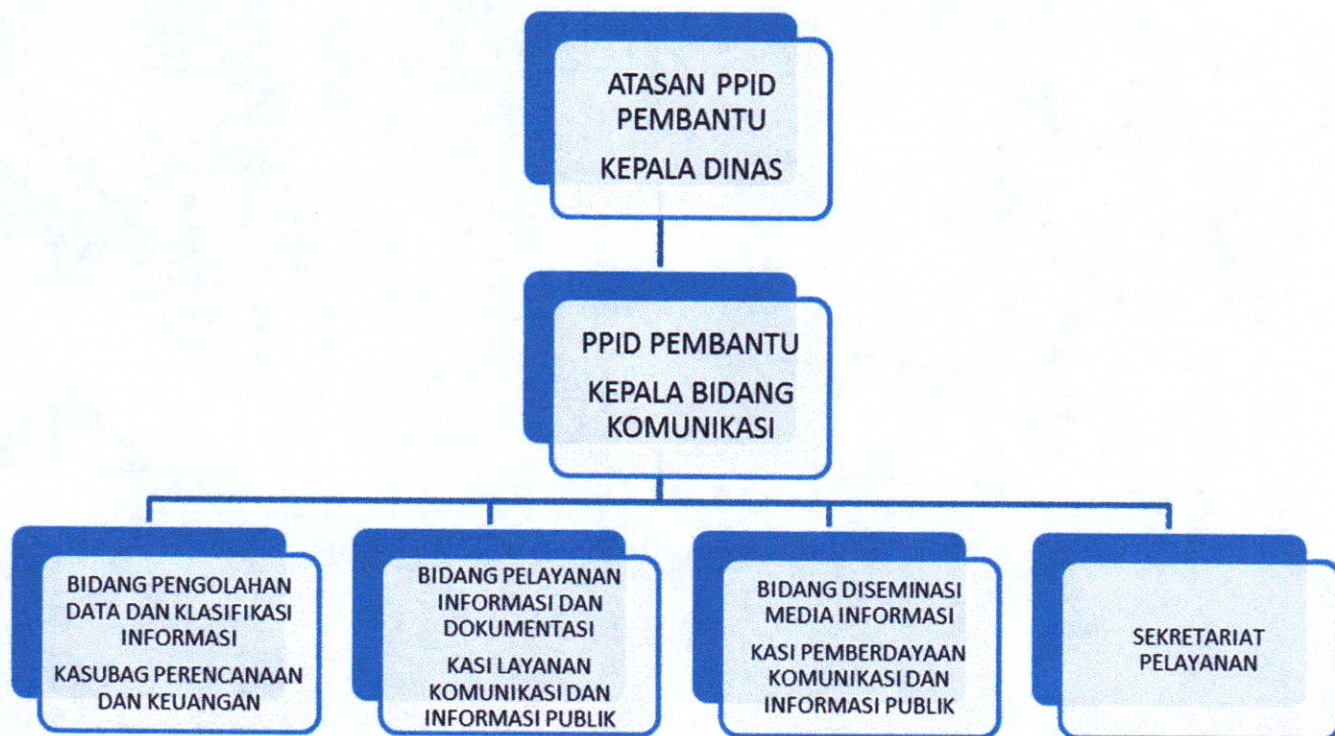 ATASAN PPID
PEMBANTU
KEPALA DINAS
PPID PEMBANTU
KEPALA BIDANG
KOMUNIKASI
BIDANG PENGOLAHAN
DATA DAN KLASIFIKASI
INFORMASI
KASUBAG PERENCANAAN
DAN KEUANGAN
BIDANG PELAYANAN
INFORMASI DAN
DOKUMENTASI
KASI LAYANAN
KOMUNIKASI DAN
INFORMASI PUBLIK
BIDANG DISEMINASI
MEDIA INFORMASI
KASI PEMBERDAYAAN
KOMUNIKASI DAN
INFORMASI PUBLIK
SEKRETARIAT
PELAYANAN